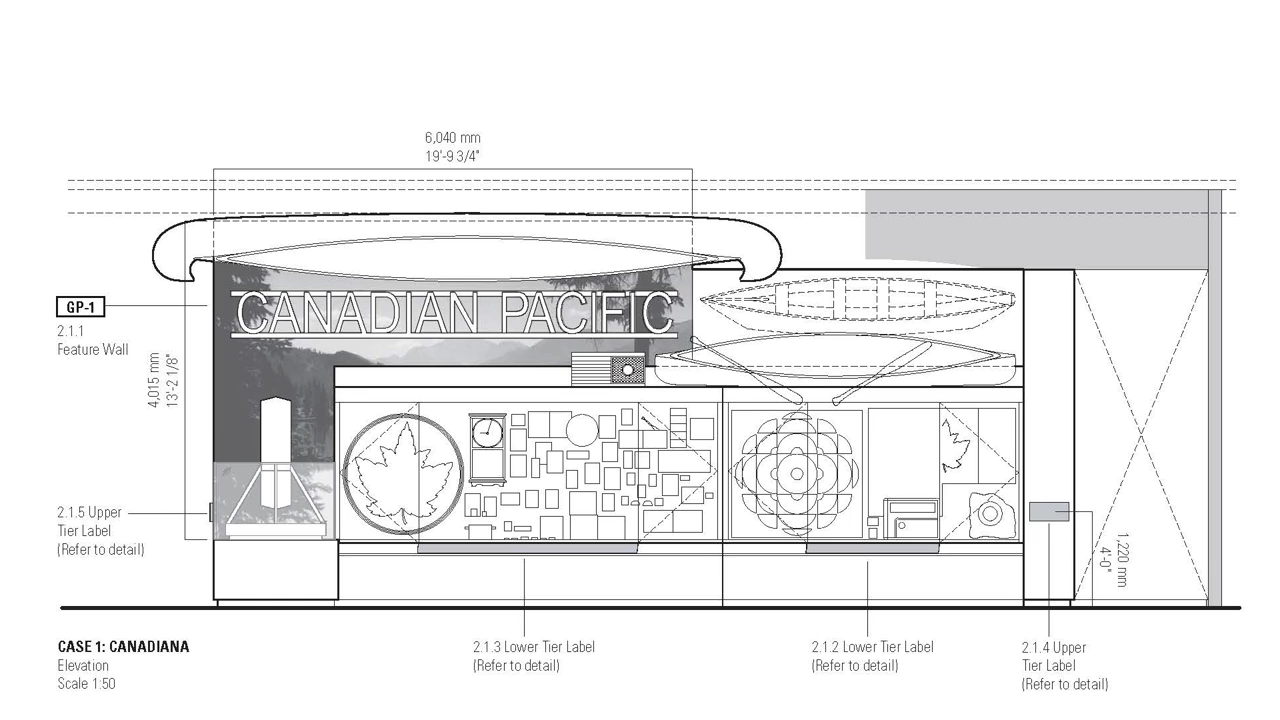 6,040 mm
19'-9 3/4"
CANADIAN PACIFIC
GP-1
2.1.1
Feature Wall
4,015 mm
13'-2 1/8"
2.1.5 Upper
Tier Label
(Refer to detail)
1,220 mm
4'-0"
CASE 1: CANADIANA
Elevation
Scale 1:50
2.1.3 Lower Tier Label
(Refer to detail)
2.1.2 Lower Tier Label
(Refer to detail)
2.1.4 Upper
Tier Label
(Refer to detail)